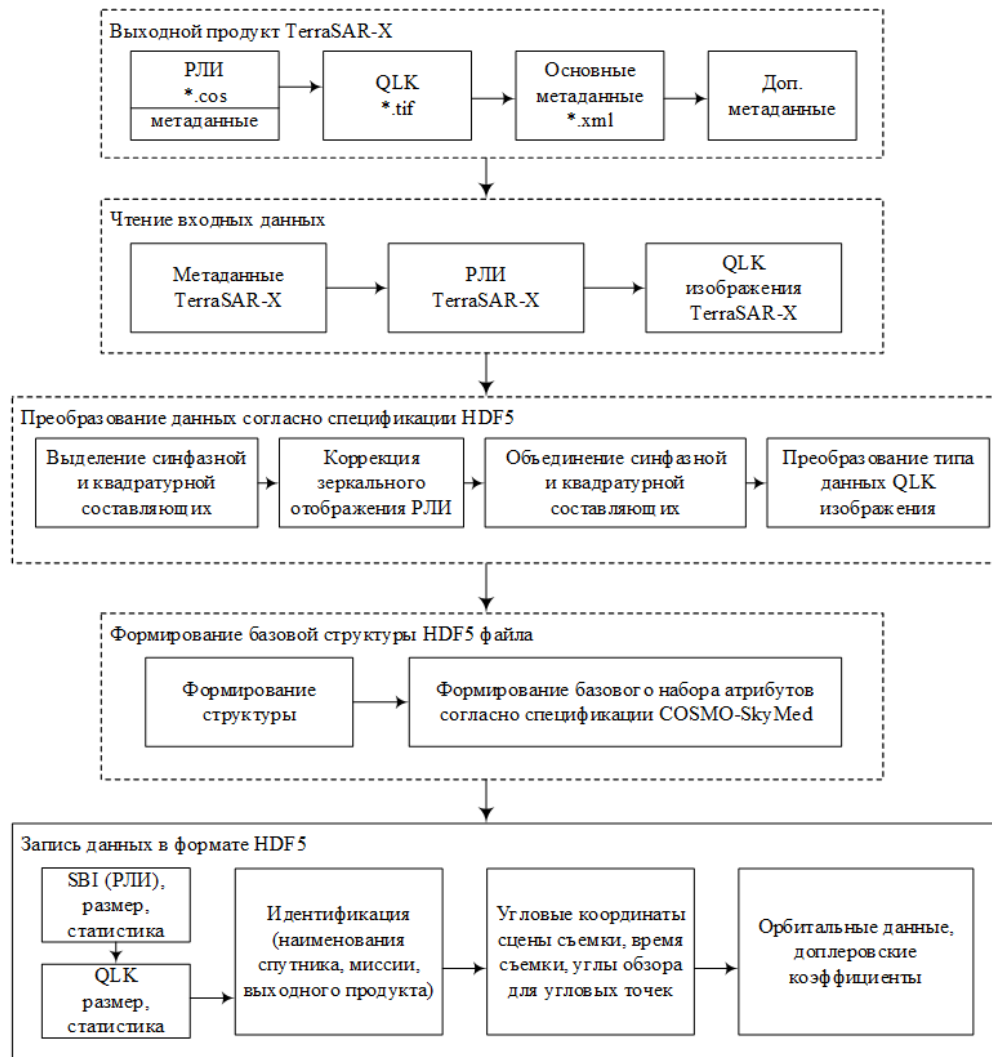 Выходной продукт TerraSAR-X
РЛИ
*.cos
метаданные
QLK
*.tif
Основные
метаданные
*.xml
Доп.
метаданные
Чтение входных данных
Метаданные
TerraSAR-X
РЛИ
TerraSAR-X
QLK
изображения
TerraSAR-X
Преобразование данных согласно спецификации HDF5
Выделение синфазной
и квадратурной
составляющих
Коррекция
зеркального
отображения РЛИ
Объединение синфазной
и квадратурной
составляющих
Преобразование типа
данных QLK
изображения
Формирование базовой структуры HDF5 файла
Формирование
структуры
Формирование базового набора атрибутов
согласно спецификации COSMO-SkyMed
Запись данных в формате HDF5
SBI (РЛИ),
размер,
статистика
QLK
размер,
статистика
Идентификация
(наименования
спутника, миссии,
выходного продукта)
Угловые координаты
сцены съемки, время
съемки, углы обзора
для угловых точек
Орбитальные данные,
доплеровские
коэффициенты